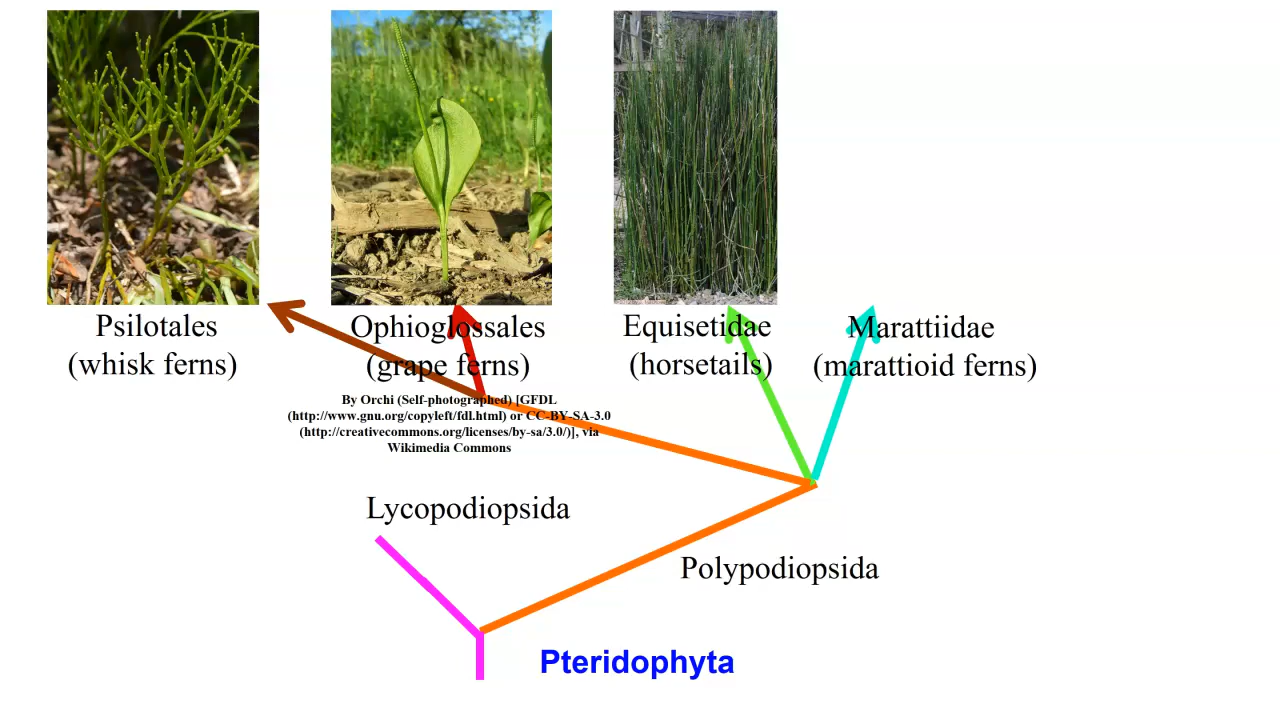 Psilotales
(whisk ferns)
Ophioglossales
(grape ferns)
Equisetidae
(horsetails)
Marattiidae
(marattioid ferns)
By Orchi (Self-photographed) [GFDL
(http://www.gnu.org/copyleft/fdl.html) or CC-BY-SA-3.0
(http://creativecommons.org/licenses/by-sa/3.0/)], via
Wikimedia Commons
Lycopodiopsida
Polypodiopsida
Pteridophyta